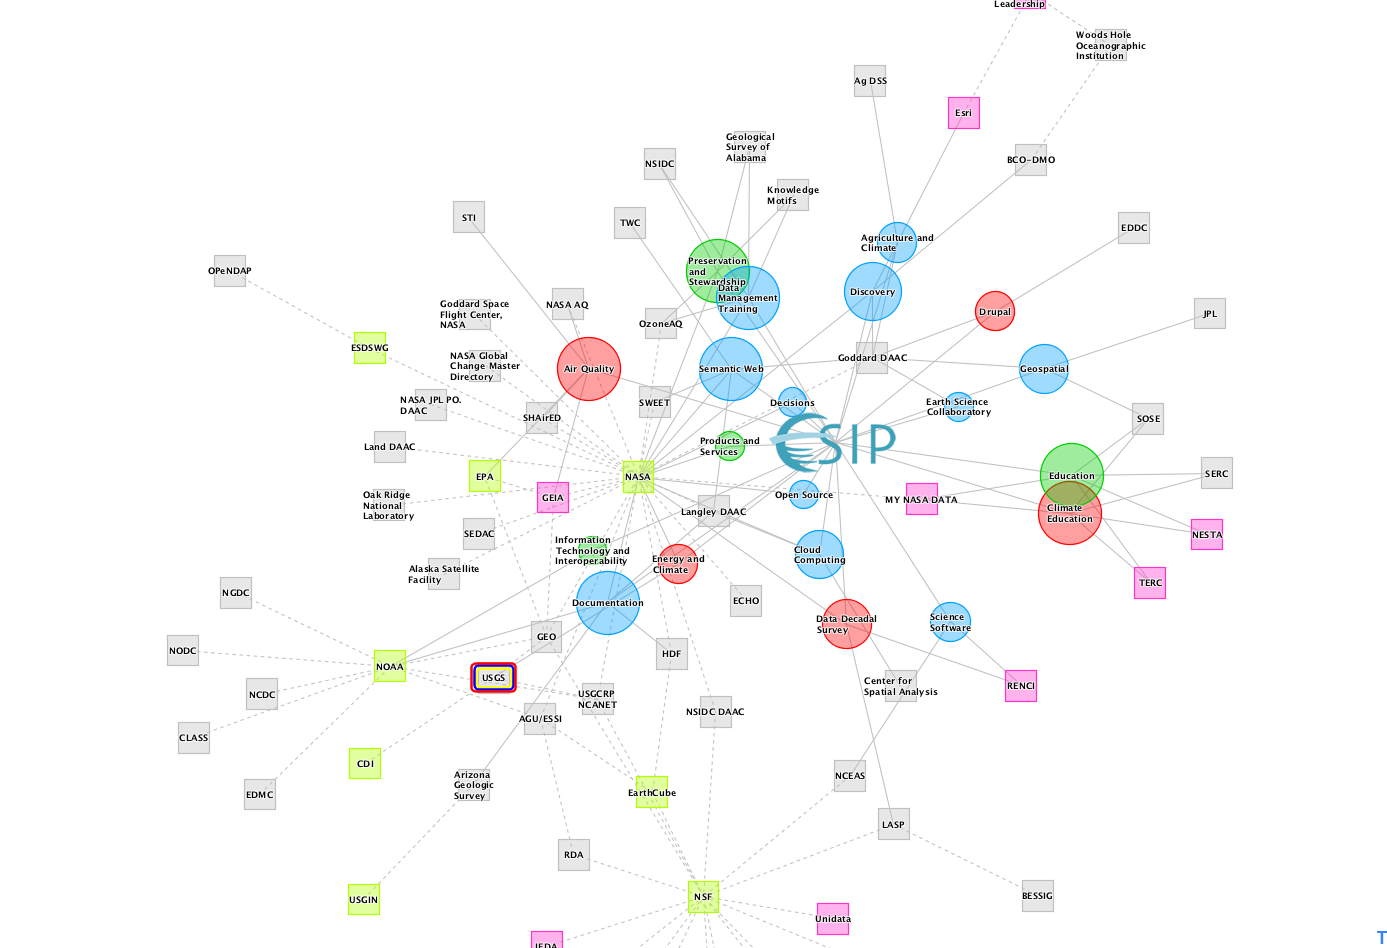 Leadership
Woods Hole
Oceanographic
Institution
Ag DSS
Esri
Geological
Survey of
Alabama
NSIDC
BCO-DMO
Knowledge
Motifs
STI
TWC
EDDC
Agriculture and
Climate
OPeNDAP
Preservation
and
Stewardship
Data
Management
Training
Discovery
NASA AQ
Goddard Space
Flight Center,
NASA
OzoneAQ
Drupal
JPL
ESDSWG
Goddard DAAC
NASA Global
Change Master
Directory
Air Quality
Semantic Web
Geospatial
NASA JPL PO.
DAAC
SHAirED
SWEET
Decisions
Earth Science
Collaboratory
SOSE
Land DAAC
Products and
Services
ESIP
EPA
NASA
Education
SERC
Oak Ridge
National
Laboratory
GEIA
Open Source
MY NASA DATA
Langley DAAC
Climate
Education
SEDAC
NESTA
Information
Technology and
Interoperability
Energy and
Climate
Cloud
Computing
Alaska Satellite
Facility
TERC
NGDC
Documentation
ECHO
Data Decadal
Survey
Science
Software
GEO
NODC
NOAA
HDF
USGS
NCDC
USGCRP
NCANET
Center for
Spatial Analysis
RENCI
AGU/ESSI
NSIDC DAAC
CLASS
CDI
Arizona
Geologic
Survey
NCEAS
EDMC
EarthCube
LASP
RDA
USGIN
NSF
BESSIG
Unidata
IEDA
T